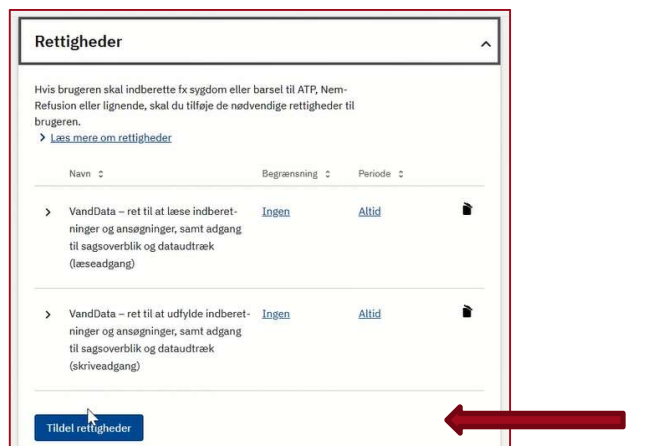 Rettigheder
Hvis brugeren skal indberette fx sygdom eller barsel til ATP, Nem-
Refusion eller lignende, skal du tilføje de nødvendige rettigheder til
brugeren.
Læs mere om rettigheder
Navn Begrænsning Periode
VandData – ret til at læse indberet- Ingen Altid
ninger og ansøgninger, samt adgang
til sagsoverblik og dataudtræk
(læseadgang)
VandData – ret til at udfylde indberet- Ingen Altid
ninger og ansøgninger, samt adgang
til sagsoverblik og dataudtræk
(skriveadgang)
Tildel rettigheder